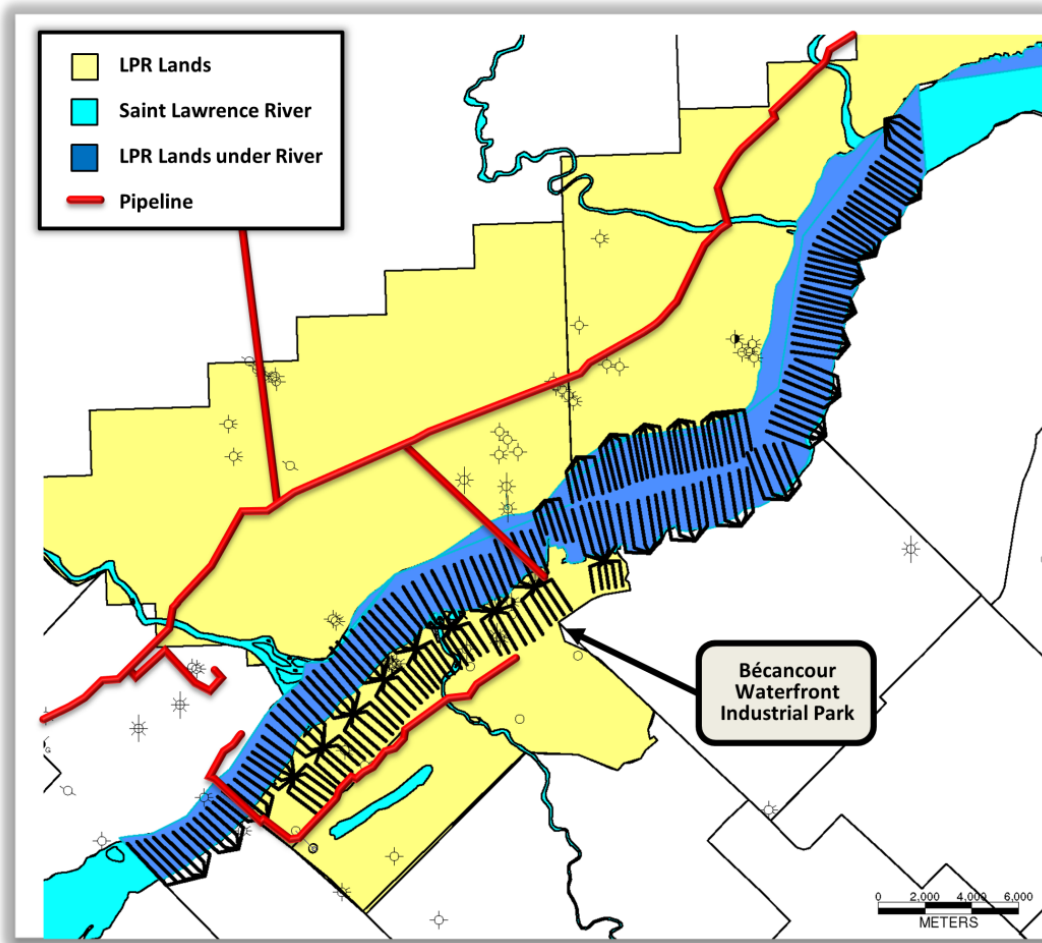 LPR Lands
Saint Lawrence River
LPR Lands under River
Pipeline
Bécancour
Waterfront
Industrial Park
G
0 2,000 4,000 6,000
METERS